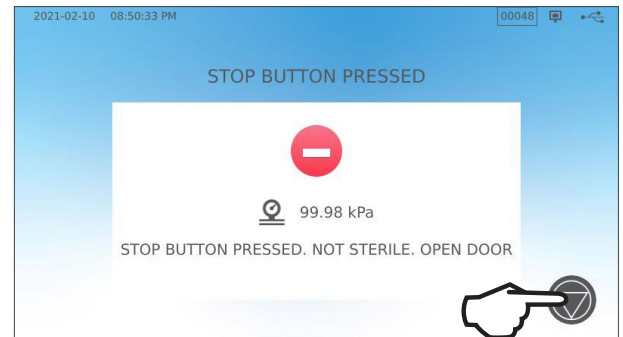 2021-02-10 08:50:33 PM 00048
STOP BUTTON PRESSED
99.98 kPa
STOP BUTTON PRESSED. NOT STERILE. OPEN DOOR